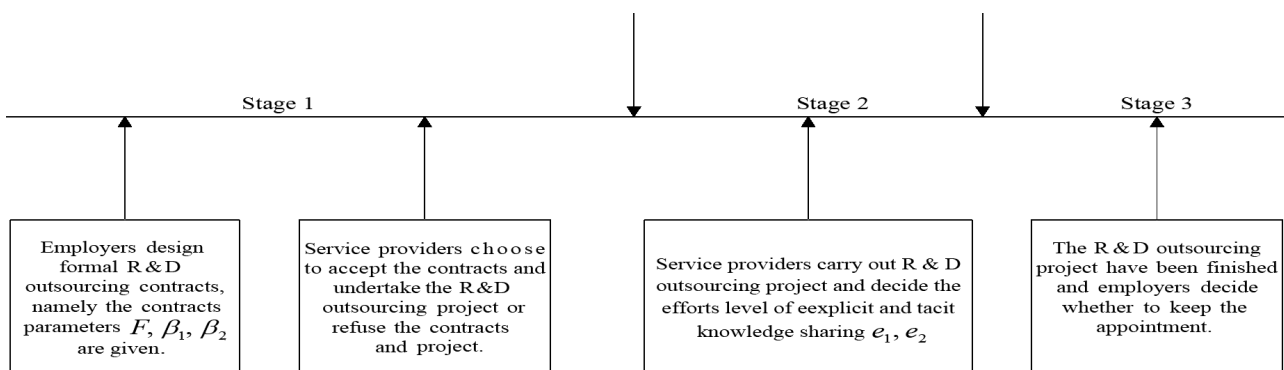 Stage 1
Stage 2
Stage 3
Employers design
formal R&D
outsourcing contracts,
namely the contracts
parameters F, β₁, β₂
are given.
Service providers choose
to accept the contracts and
undertake the R&D
outsourcing project or
refuse the contracts
and project.
Service providers carry out R & D
outsourcing project and decide the
efforts level of eexplicit and tacit
knowledge sharing e₁, e₂
The R&D outsourcing
project have been finished
and employers decide
whether to keep the
appointment.